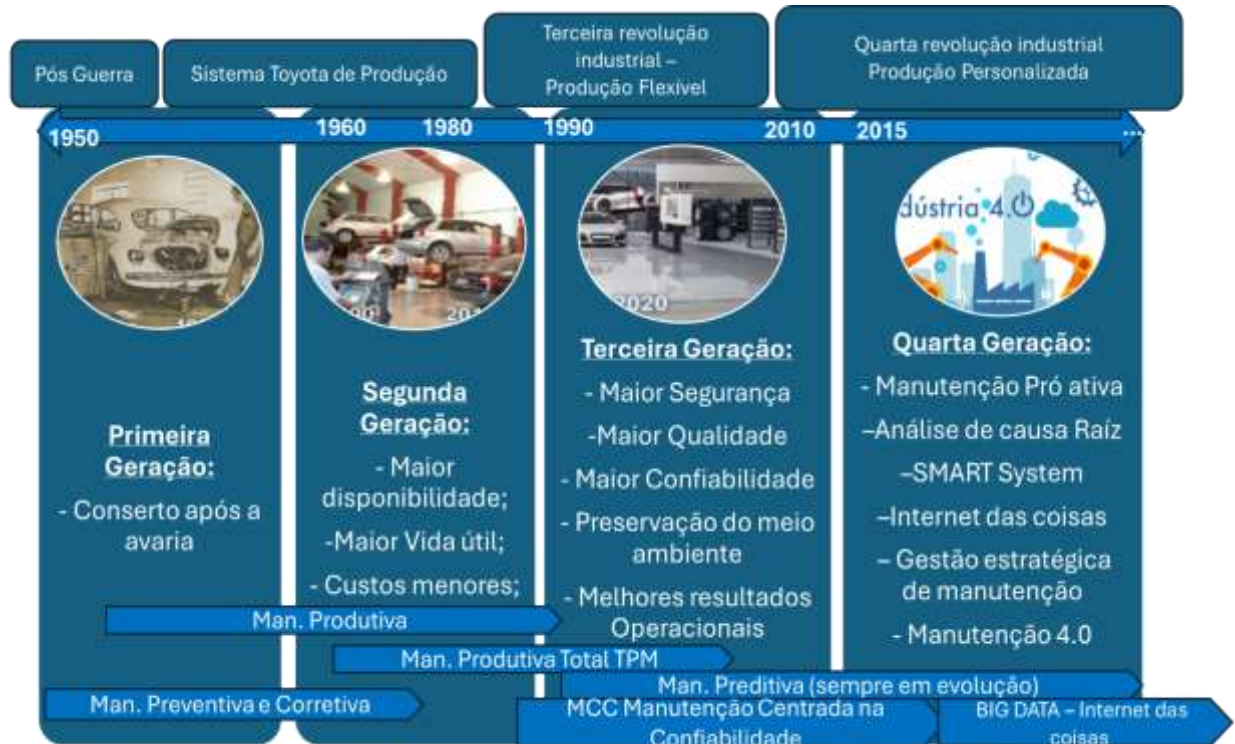 Pós Guerra
Sistema Toyota de Produção
Terceira revolução
industrial –
Produção Flexível
Quarta revolução industrial
Produção Personalizada
1950
1960
1980
1990
2010
2015
...
dústria 4.0
2020
Primeira
Geração:
- Conserto após a
avaria
Segunda
Geração:
- Maior
disponibilidade;
-Maior Vida útil;
- Custos menores;
Terceira Geração:
- Maior Segurança
-Maior Qualidade
- Maior Confiabilidade
- Preservação do meio
ambiente
- Melhores resultados
Operacionais
Quarta Geração:
- Manutenção Pró ativa
–Análise de causa Raíz
–SMART System
–Internet das coisas
– Gestão estratégica
de manutenção
- Manutenção 4.0
Man. Produtiva
Man. Produtiva Total TPM
Man. Preditiva (sempre em evolução)
Man. Preventiva e Corretiva
MCC Manutenção Centrada na
Confiabilidade
BIG DATA – Internet das
coisas